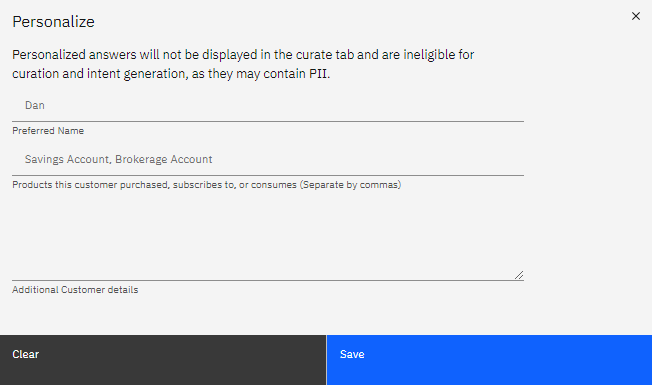 Personalize
Personalized answers will not be displayed in the curate tab and are ineligible for
curation and intent generation, as they may contain PII.
Dan
Preferred Name
Savings Account, Brokerage Account
Products this customer purchased, subscribes to, or consumes (Separate by commas)
Additional Customer details
Clear
Save